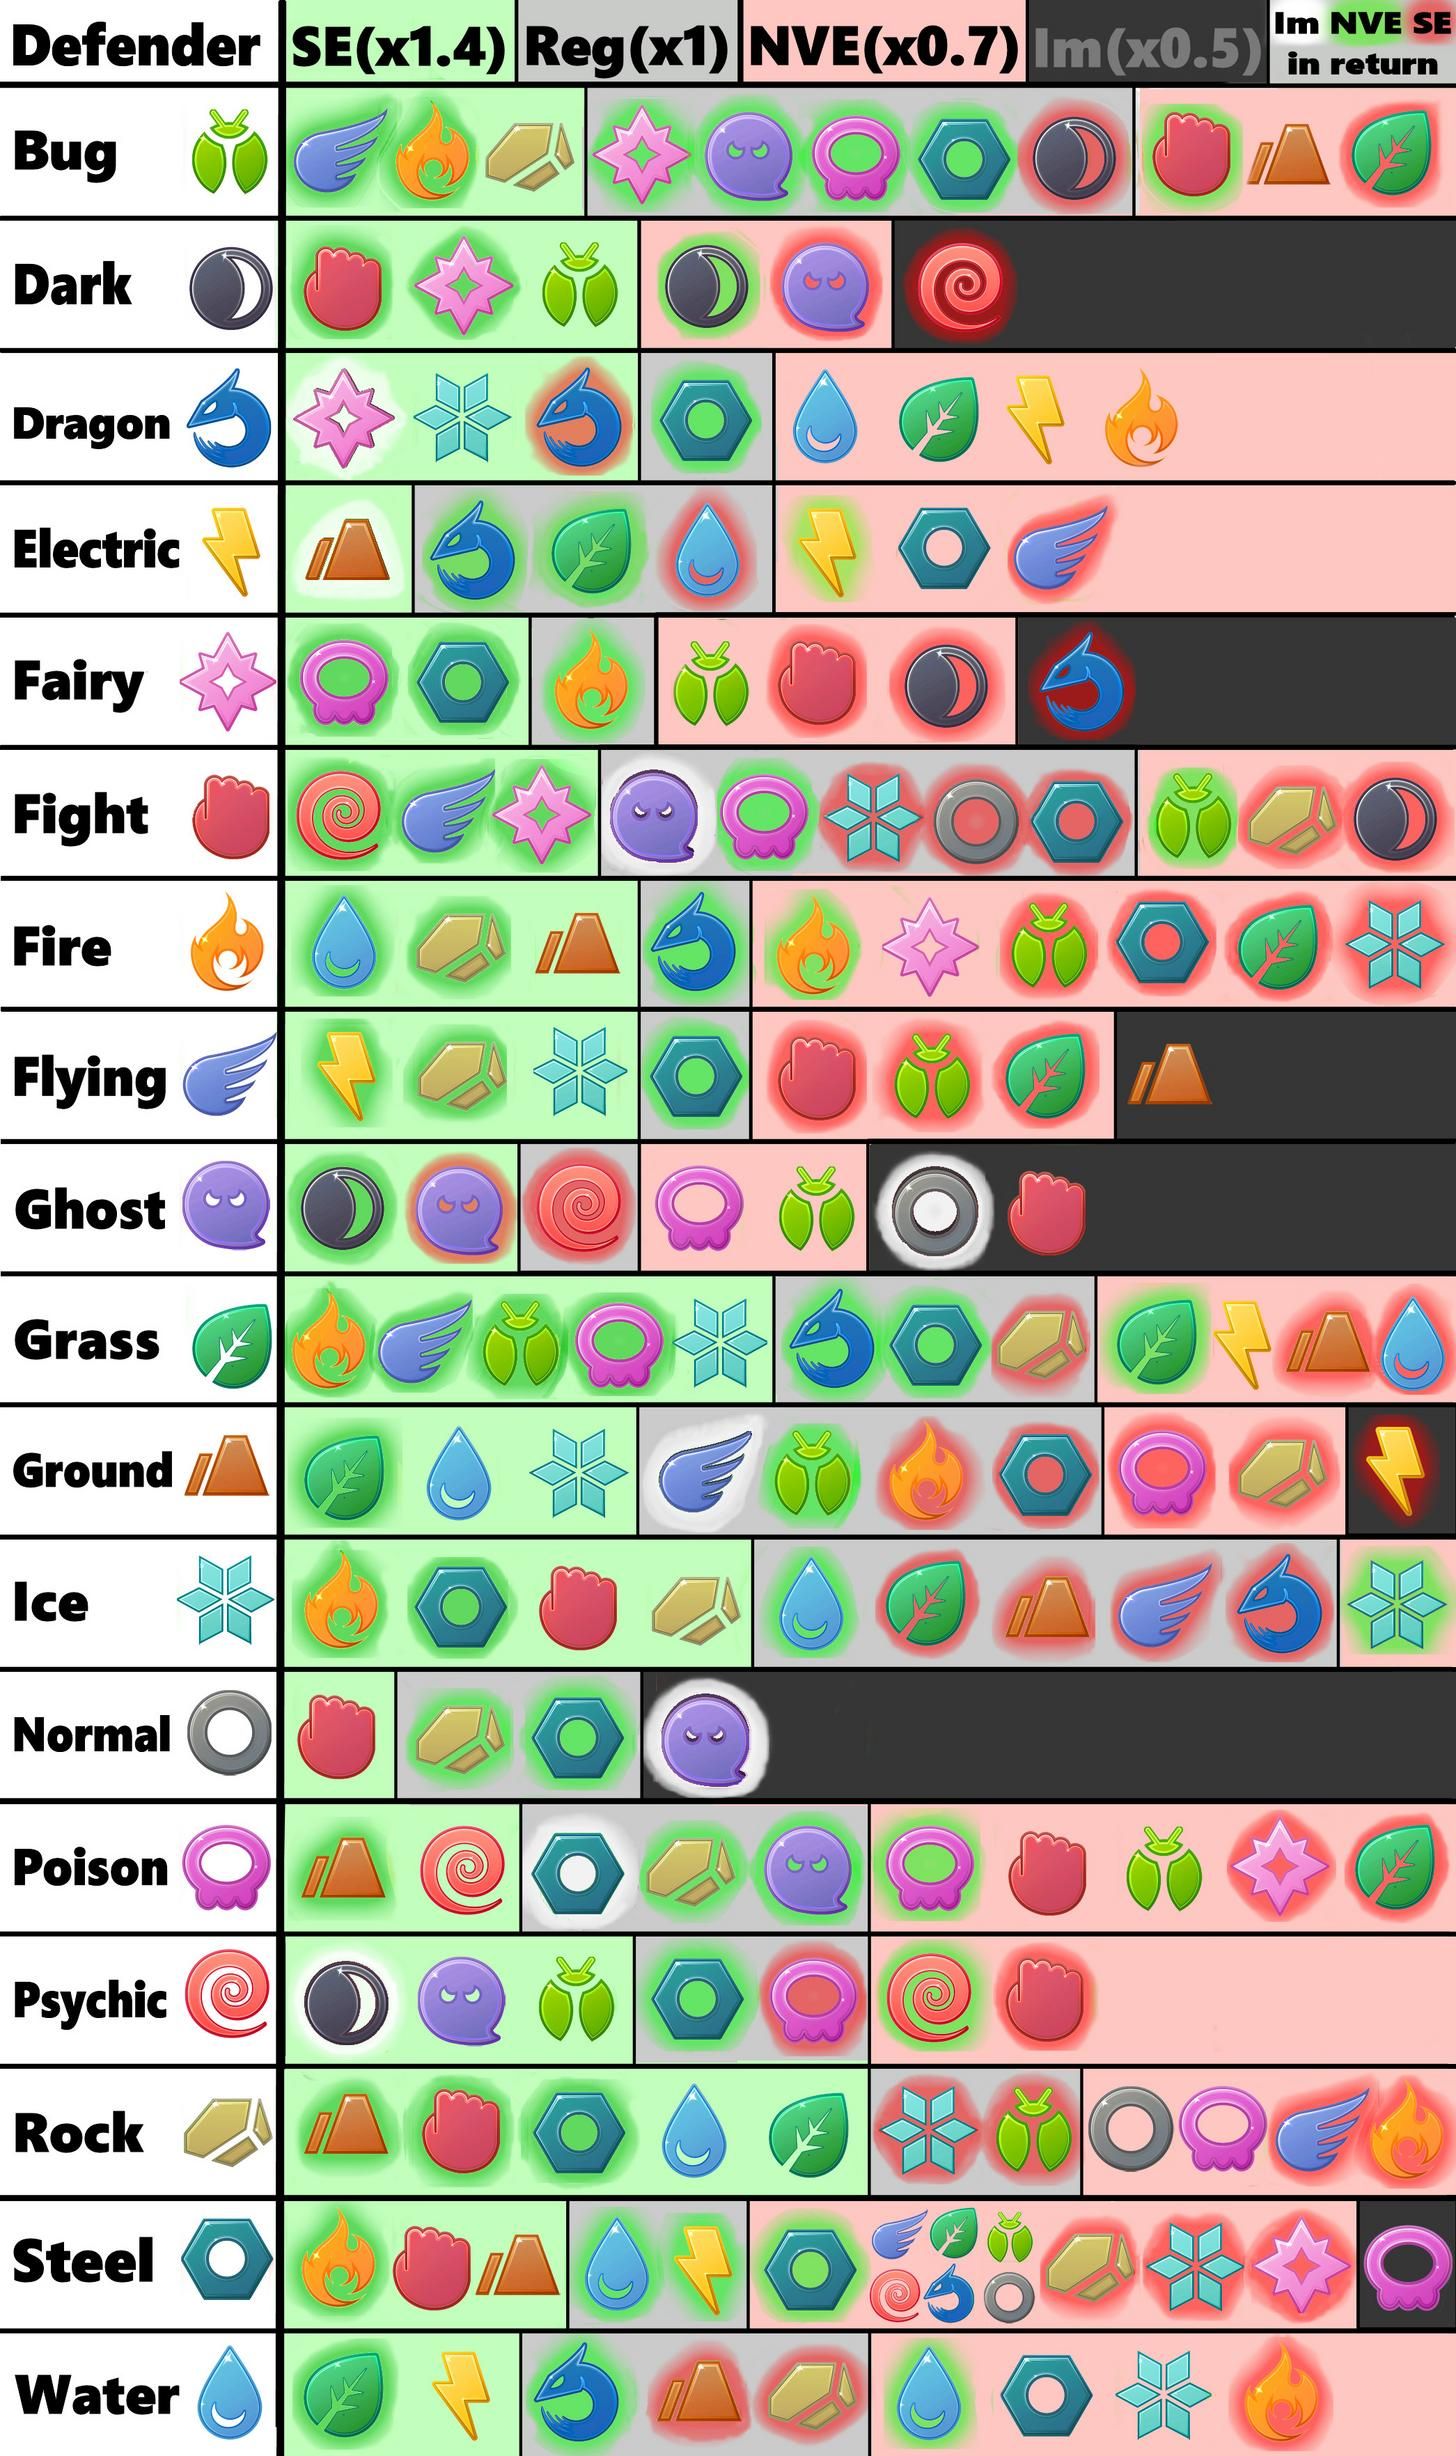 Defender SE(x1.4) Reg(x1) NVE(x0.7) Im(x0.5) Im NVE SE
in return
Bug
Dark
Dragon
Electric
Fairy
Fight
Fire
Flying
Ghost
Grass
Ground
Ice
Normal
Poison
Psychic
Rock
Steel
Water